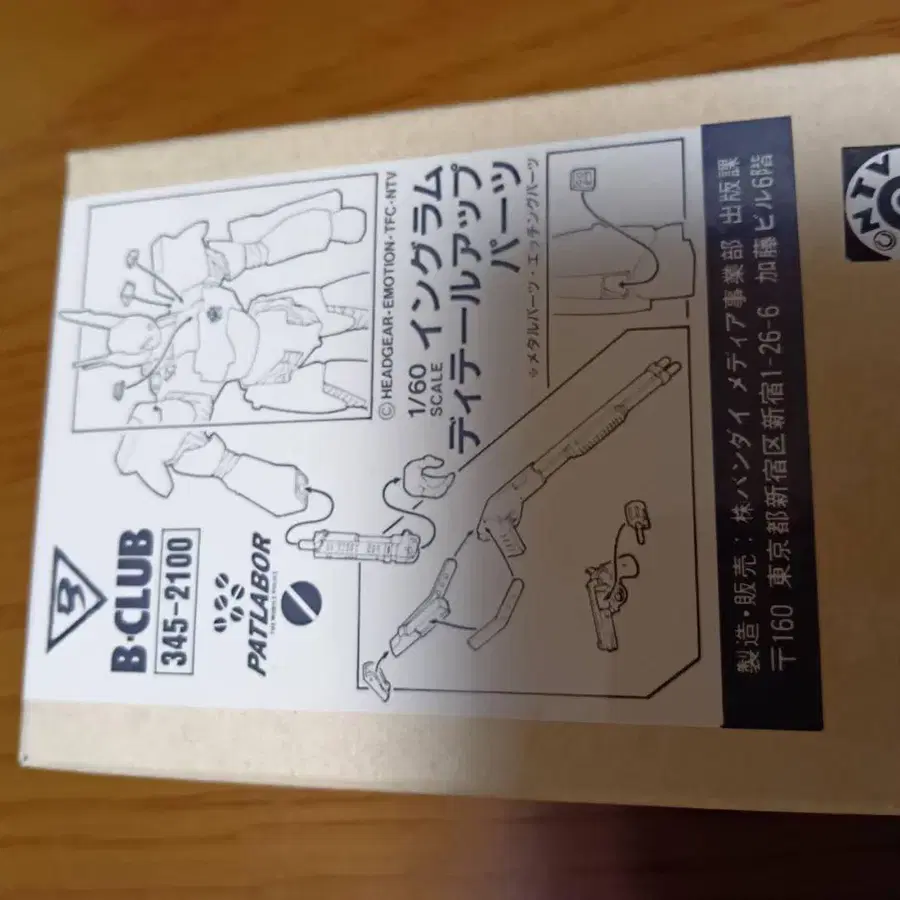 B-CLUB
345-2100
PATLABOR
©HEADGEAR・EMOTION・TFC・NTV
1/60
SCALE
イングラム
ディテールアップ
パーツ
※メタルパーツ・エッチングパーツ
製造・販売:㈱バンダイ メディア事業部 出版課
〒160 東京都新宿区新宿1-26-6 加藤ビル6階
©NTV